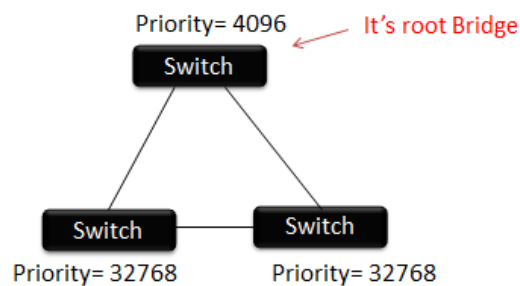 Priority= 4096
It's root Bridge
Switch
Switch
Switch
Priority= 32768
Priority= 32768